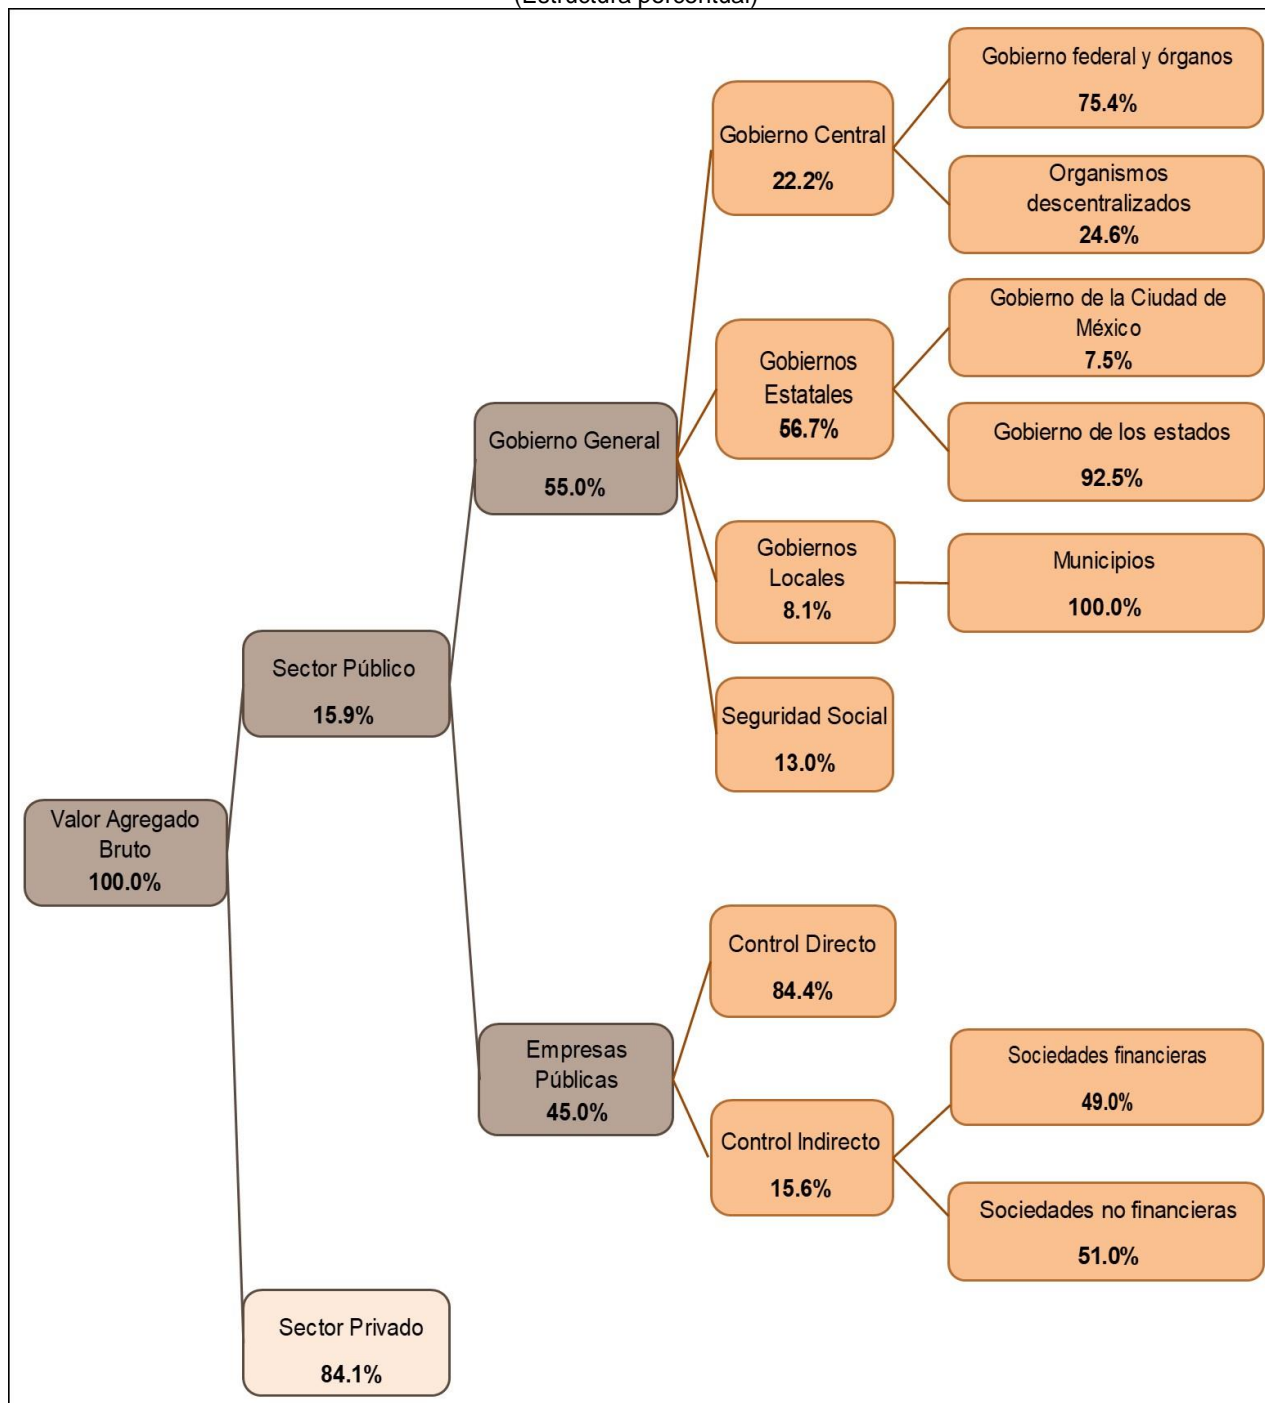 (Estructura porcentual)
Gobierno federal y órganos
75.4%
Gobierno Central
22.2%
Organismos
descentralizados
24.6%
Gobierno de la Ciudad de
México
7.5%
Gobiernos
Estatales
56.7%
Gobierno de los estados
92.5%
Gobierno General
55.0%
Gobiernos
Locales
8.1%
Municipios
100.0%
Sector Público
15.9%
Seguridad Social
13.0%
Valor Agregado
Bruto
100.0%
Control Directo
84.4%
Empresas
Públicas
45.0%
Sociedades financieras
49.0%
Control Indirecto
15.6%
Sociedades no financieras
51.0%
Sector Privado
84.1%